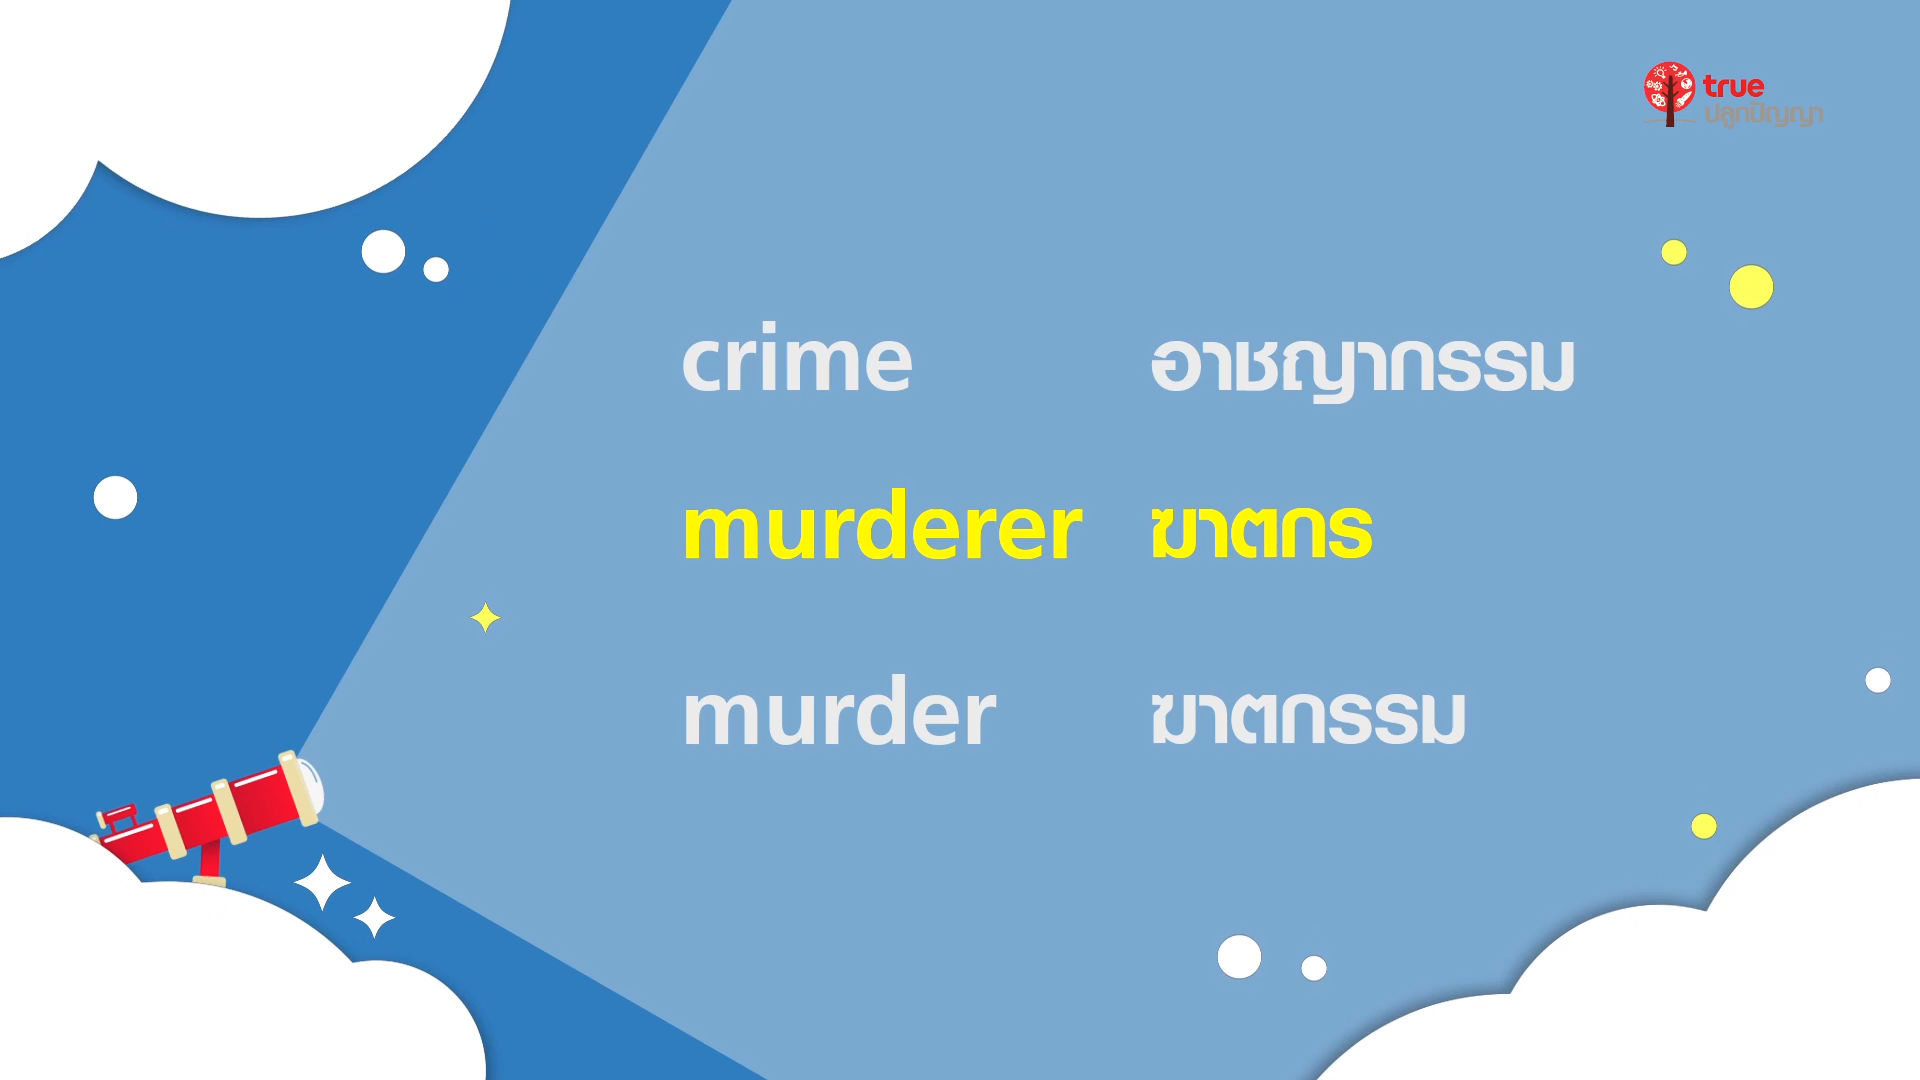 true
ปลูกปัญญา
crime อาชญากรรม
murderer ฆาตกร
murder ฆาตกรรม